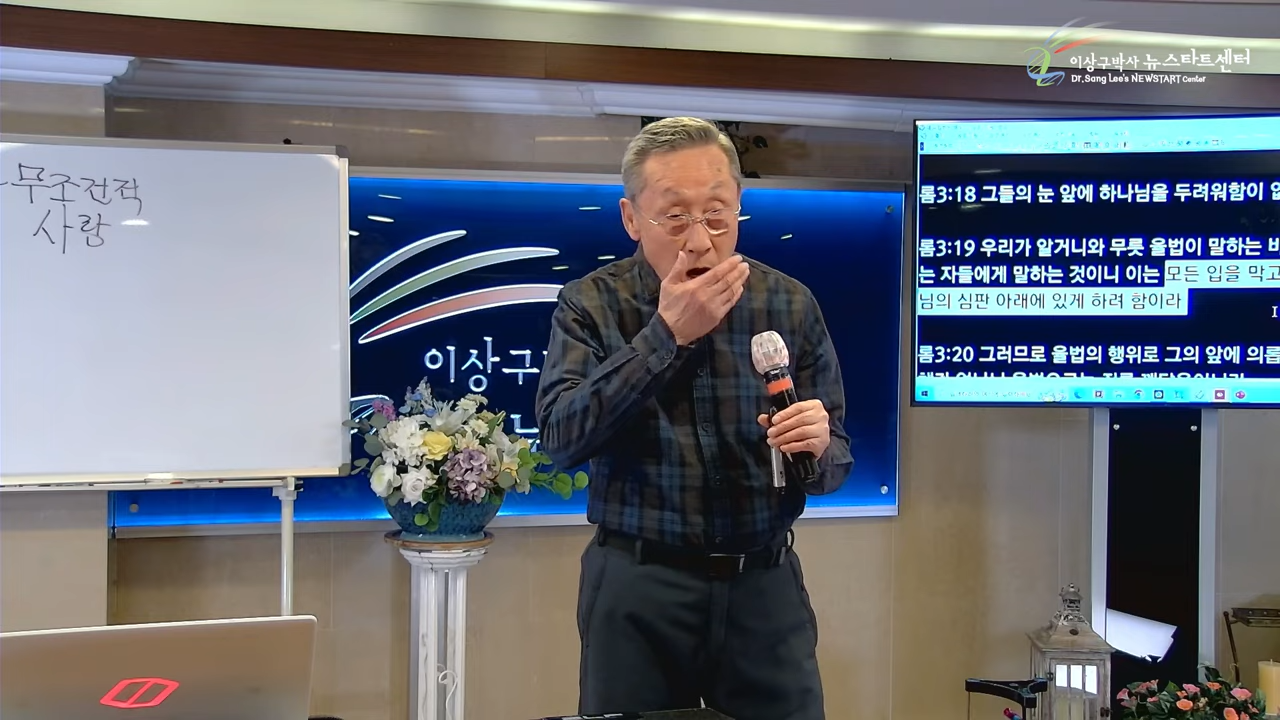 이상구박사 뉴스타트센터
Dr. Sang Lee's NEWSTART Center
무조건적
사람
이상구
롬3:18 그들의 눈 앞에 하나님을 두려워함이
롬3:19 우리가 알거니와 무릇 율법이 말하는
는 자들에게 말하는 것이니 이는 모든 입을 막고
님의 심판 아래에 있게 하려 함이라
롬3:20 그러므로 율법의 행위로 그의 앞에 의롭